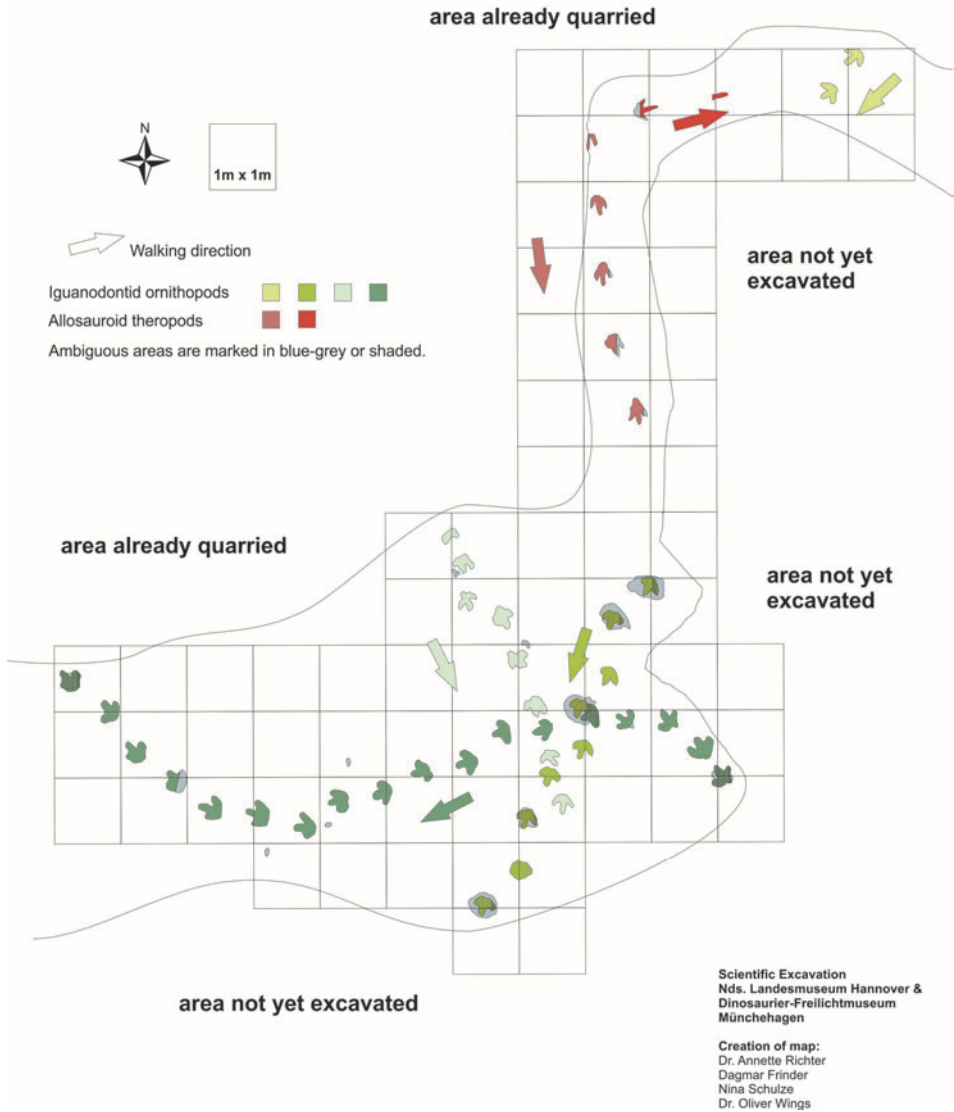 area already quarried
N
1m x 1m
Walking direction
area not yet
excavated
Iguanodontid ornithopods
Allosauroid theropods
Ambiguous areas are marked in blue-grey or shaded.
area already quarried
area not yet
excavated
area not yet excavated
Scientific Excavation
Nds. Landesmuseum Hannover &
Dinosaurier-Freilichtmuseum
Münchehagen
Creation of map:
Dr. Annette Richter
Dagmar Frinder
Nina Schulze
Dr. Oliver Wings